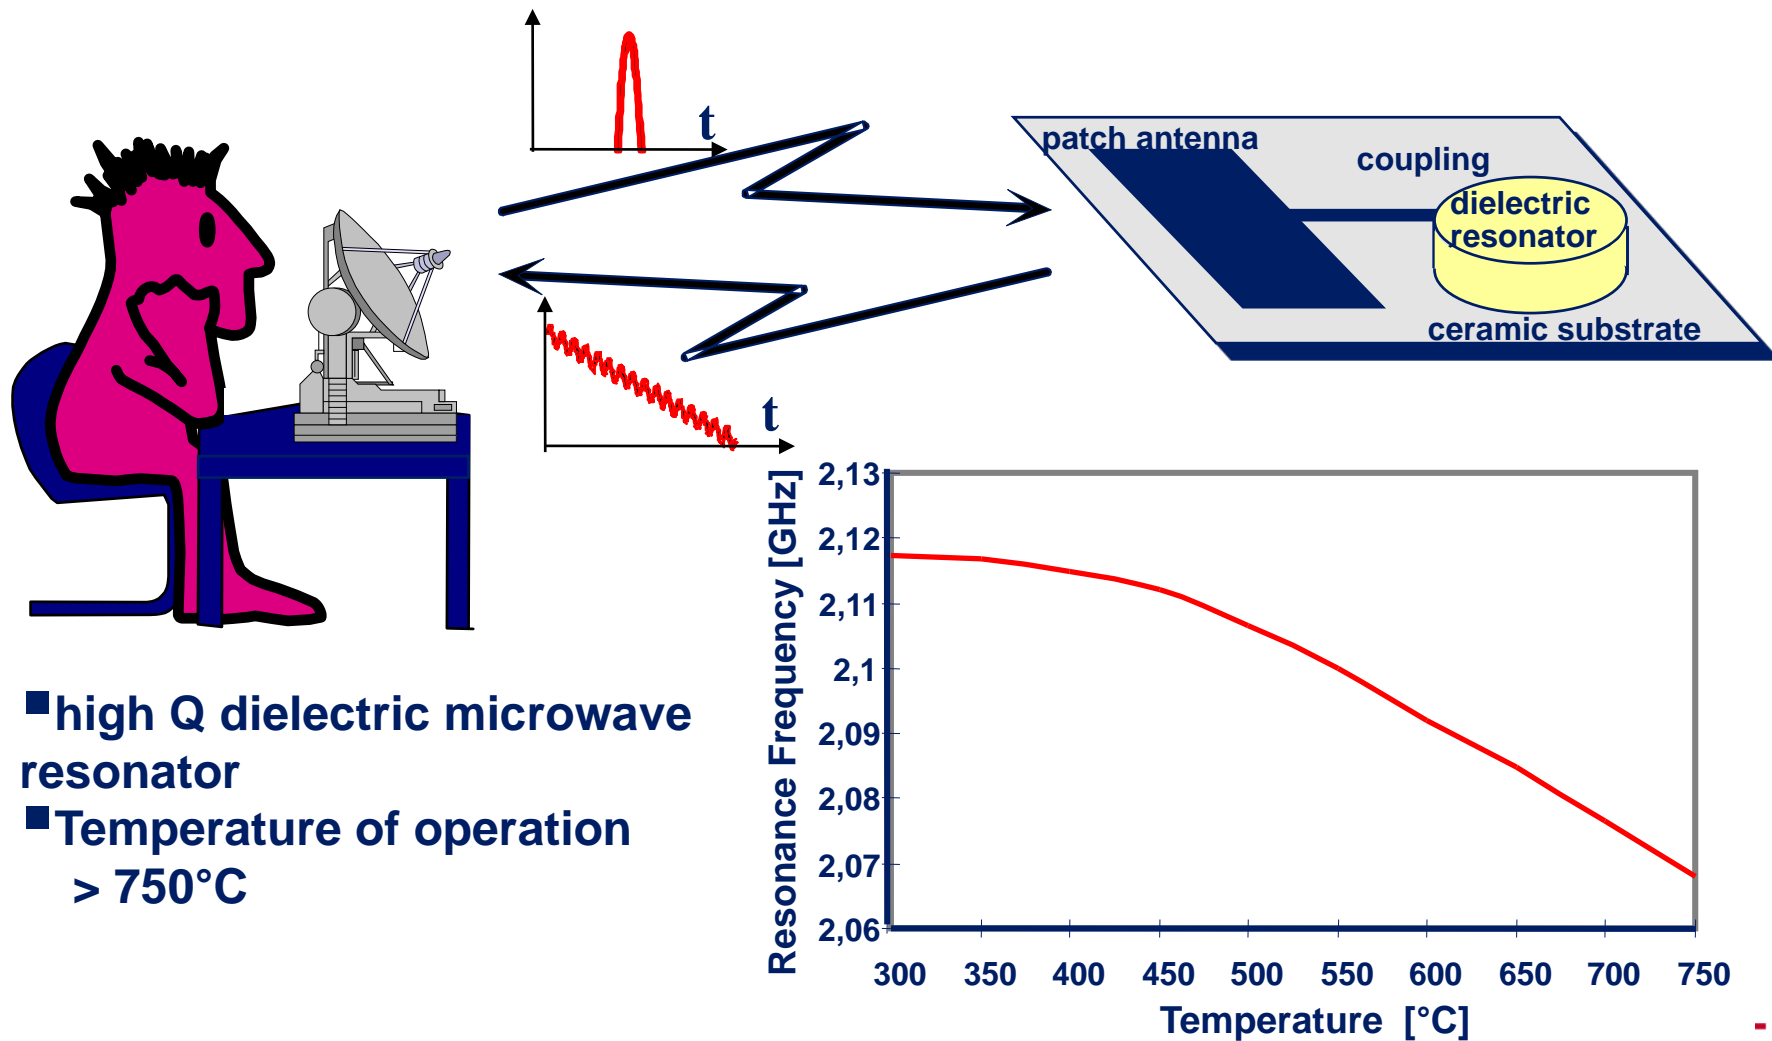 t
patch antenna
coupling
dielectric
resonator
ceramic substrate
t
▪high Q dielectric microwave
resonator
▪Temperature of operation
> 750°C
Resonance Frequency [GHz]
2,13
2,12
2,11
2,1
2,09
2,08
2,07
2,06
300 350 400 450 500 550 600 650 700 750
Temperature [°C]
-